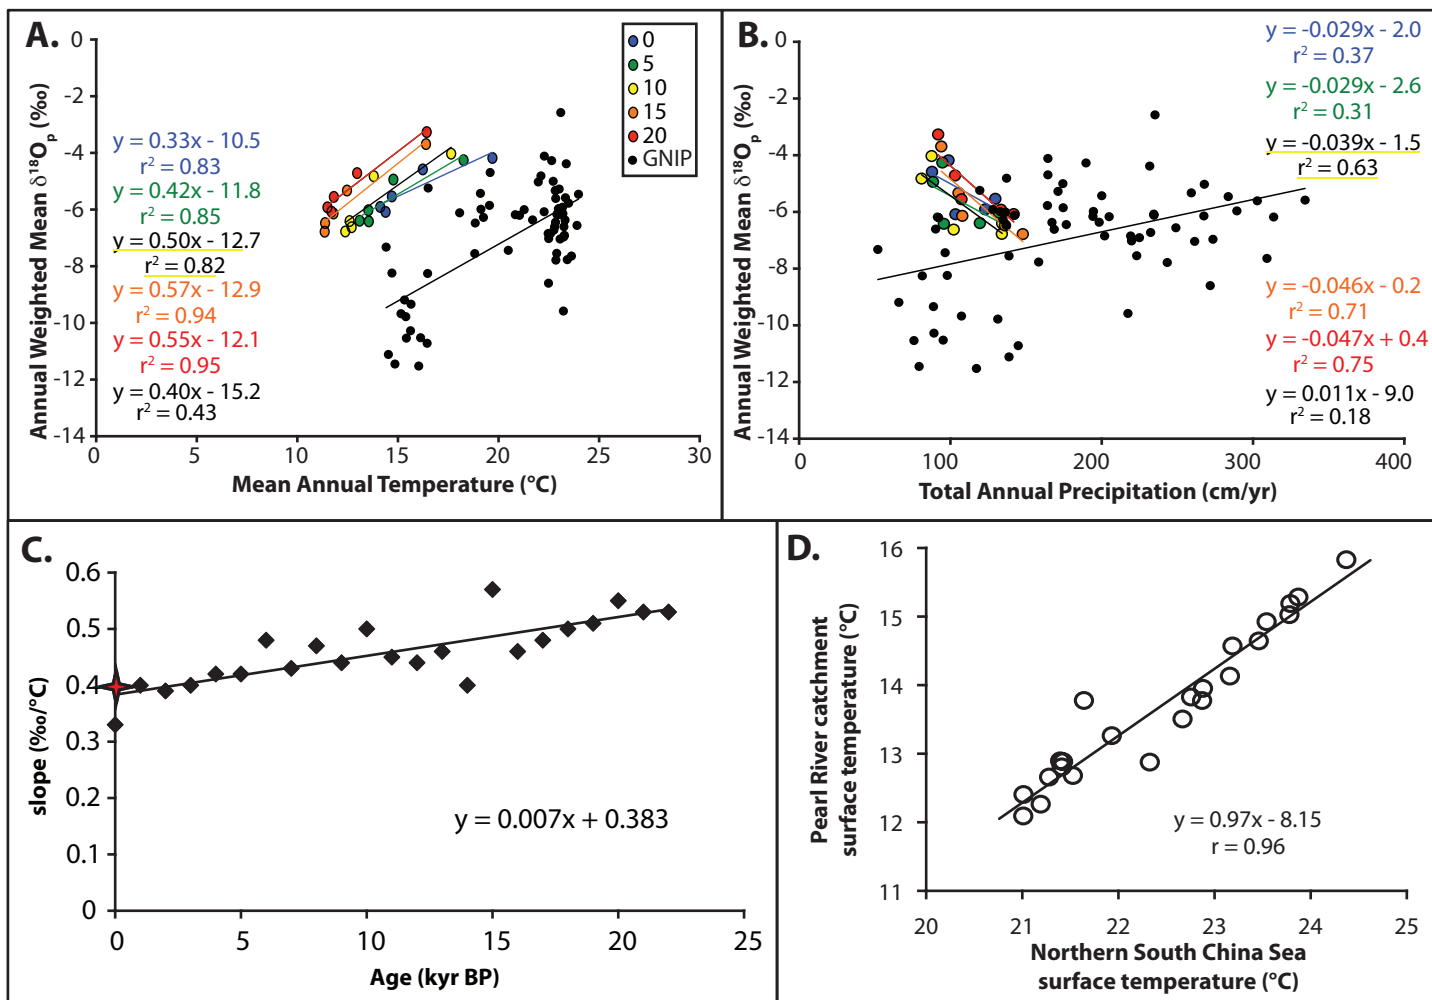 A.
0
-2
-4
-6
-8
-10
-12
-14
0
5
10
15
20
25
30
Annual Weighted Mean δ¹⁸Oₚ (‰)
Mean Annual Temperature (°C)
y = 0.33x - 10.5
r² = 0.83
y = 0.42x - 11.8
r² = 0.85
y = 0.50x - 12.7
r² = 0.82
y = 0.57x - 12.9
r² = 0.94
y = 0.55x - 12.1
r² = 0.95
y = 0.40x - 15.2
r² = 0.43
0
5
10
15
20
GNIP
B.
0
-2
-4
-6
-8
-10
-12
-14
0
100
200
300
400
Annual Weighted Mean δ¹⁸Oₚ (‰)
Total Annual Precipitation (cm/yr)
y = -0.029x - 2.0
r² = 0.37
y = -0.029x - 2.6
r² = 0.31
y = -0.039x - 1.5
r² = 0.63
y = -0.046x - 0.2
r² = 0.71
y = -0.047x + 0.4
r² = 0.75
y = 0.011x - 9.0
r² = 0.18
C.
0.6
0.5
0.4
0.3
0.2
0.1
0
0
5
10
15
20
25
slope (‰/°C)
Age (kyr BP)
y = 0.007x + 0.383
D.
16
15
14
13
12
11
20
21
22
23
24
25
Pearl River catchment
surface temperature (°C)
Northern South China Sea
surface temperature (°C)
y = 0.97x - 8.15
r = 0.96